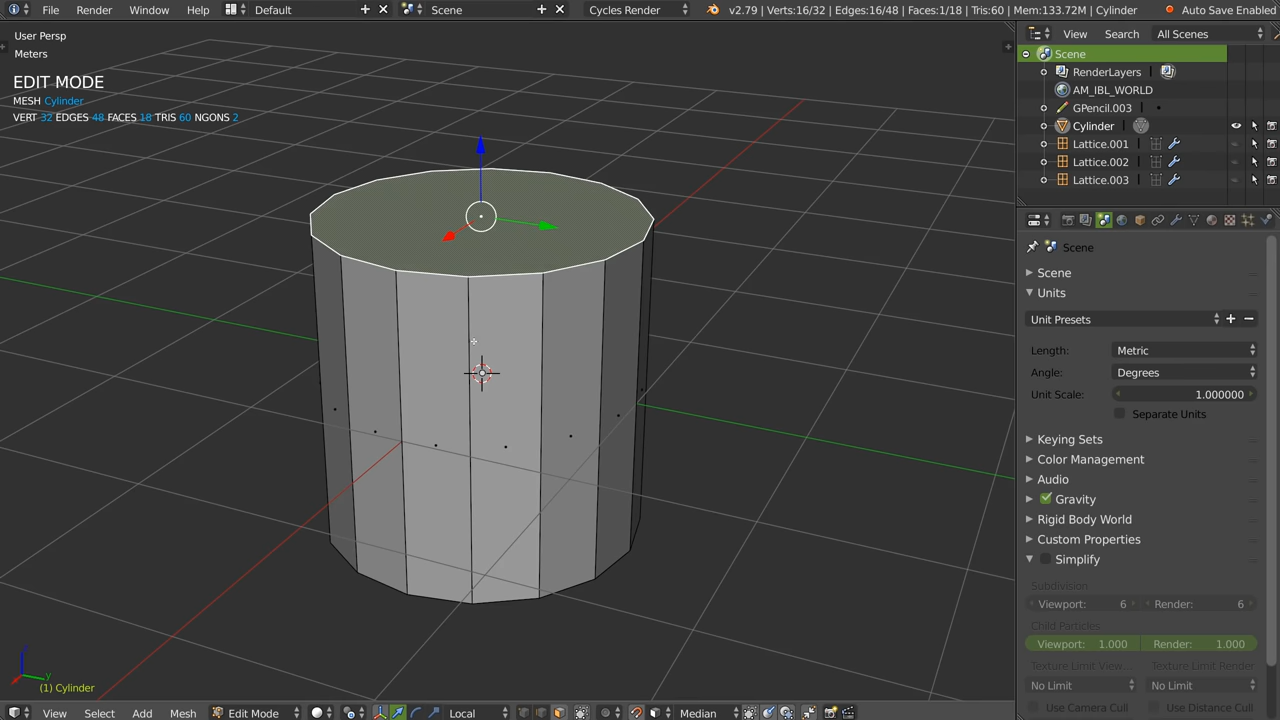 File Render Window Help Default Scene Cycles Render v2.79 | Verts:16/32 | Edges:16/48 | Faces:1/18 | Tris:60 | Mem:133.72M | Cylinder Auto Save Enabled
User Persp
Meters
EDIT MODE
MESH Cylinder
VERT 32 EDGES 48 FACES 18 TRIS 60 NGONS 2
(1) Cylinder
z
y
View Select Add Mesh Edit Mode Local Median
View Search All Scenes
Scene
RenderLayers
AM_IBL_WORLD
GPencil.003
Cylinder
Lattice.001
Lattice.002
Lattice.003
Scene
Scene
Units
Unit Presets
Length: Metric
Angle: Degrees
Unit Scale: 1.000000
Separate Units
Keying Sets
Color Management
Audio
Gravity
Rigid Body World
Custom Properties
Simplify
Subdivision
Viewport: 6 Render: 6
Child Particles
Viewport: 1.000 Render: 1.000
Texture Limit View... Texture Limit Render
No Limit No Limit
Use Camera Cull Use Distance Cull